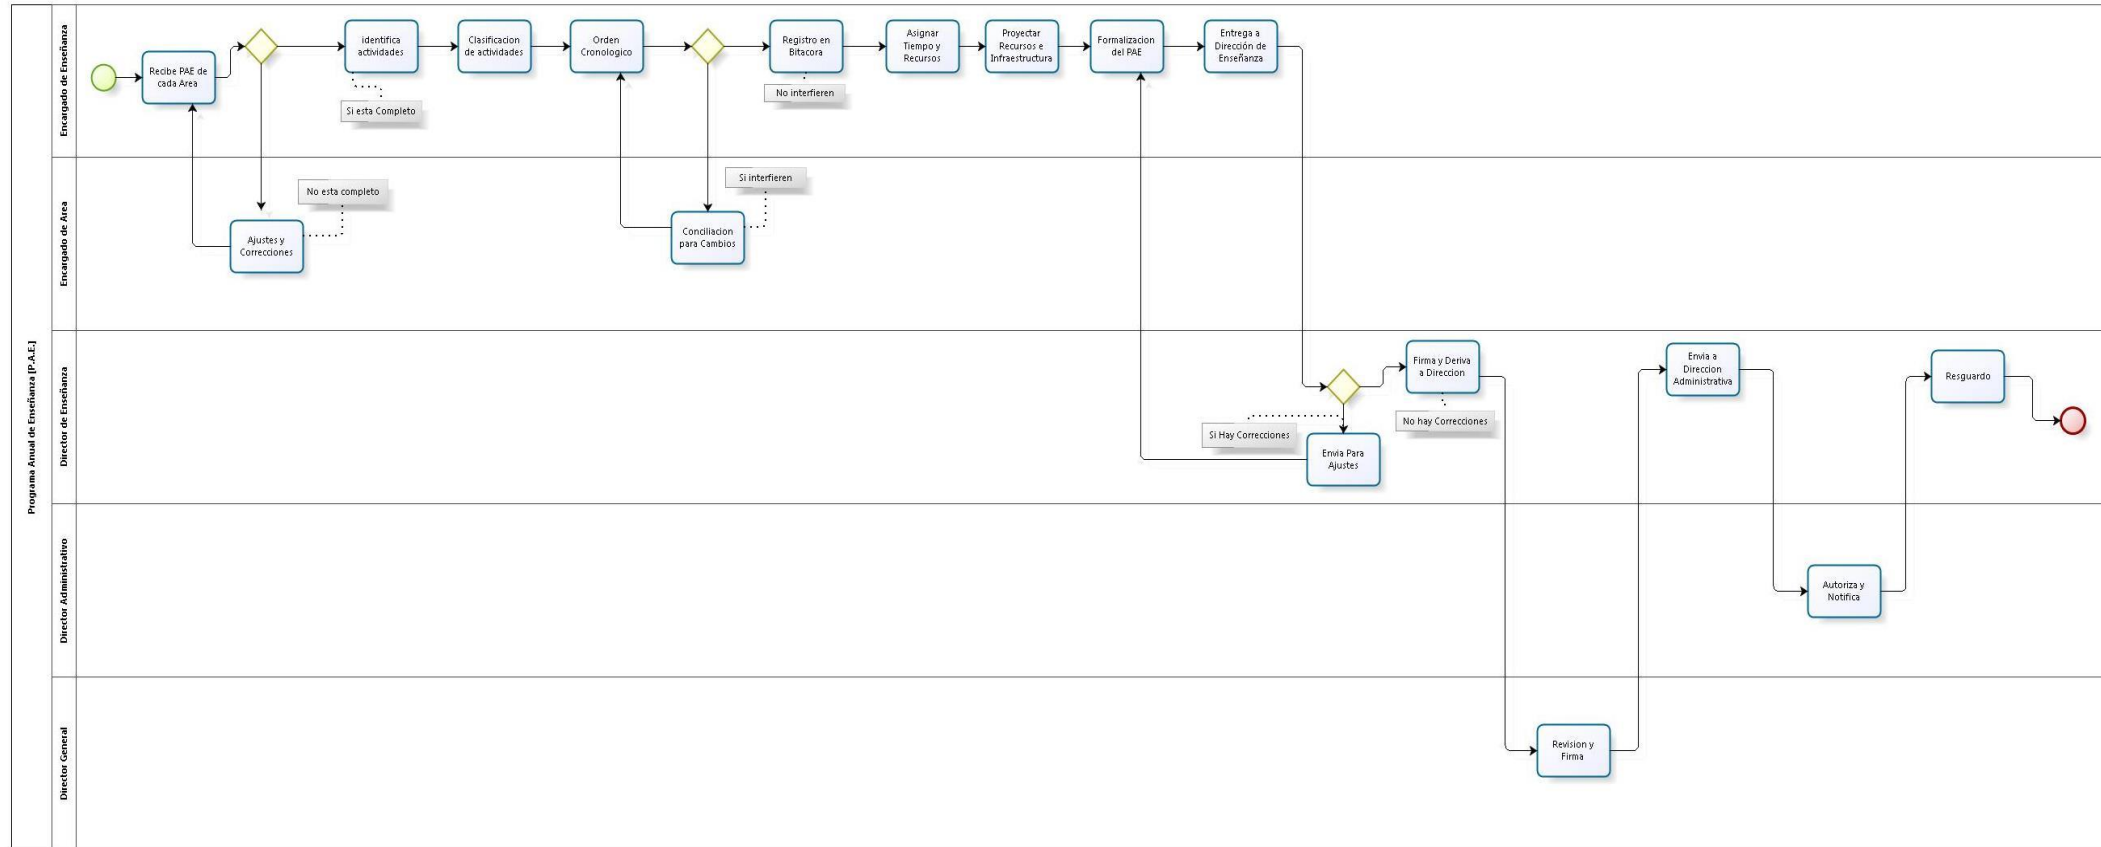 Programa Anual de Enseñanza [P.A.E.]
Encargado de Enseñanza
Recibe PAE de
cada Area
identifica
actividades
Si esta Completo
Clasificacion
de actividades
Orden
Cronologico
Registro en
Bitacora
No interfieren
Asignar
Tiempo y
Recursos
Proyectar
Recursos e
Infraestructura
Formalizacion
del PAE
Entrega a
Dirección de
Enseñanza
Encargado de Area
No esta completo
Ajustes y
Correcciones
Si interfieren
Conciliacion
para Cambios
Director de Enseñanza
Si Hay Correcciones
Envia Para
Ajustes
Firma y Deriva
a Direccion
No hay Correcciones
Envia a
Direccion
Administrativa
Resguardo
Director Administrativo
Autoriza y
Notifica
Director General
Revision y
Firma